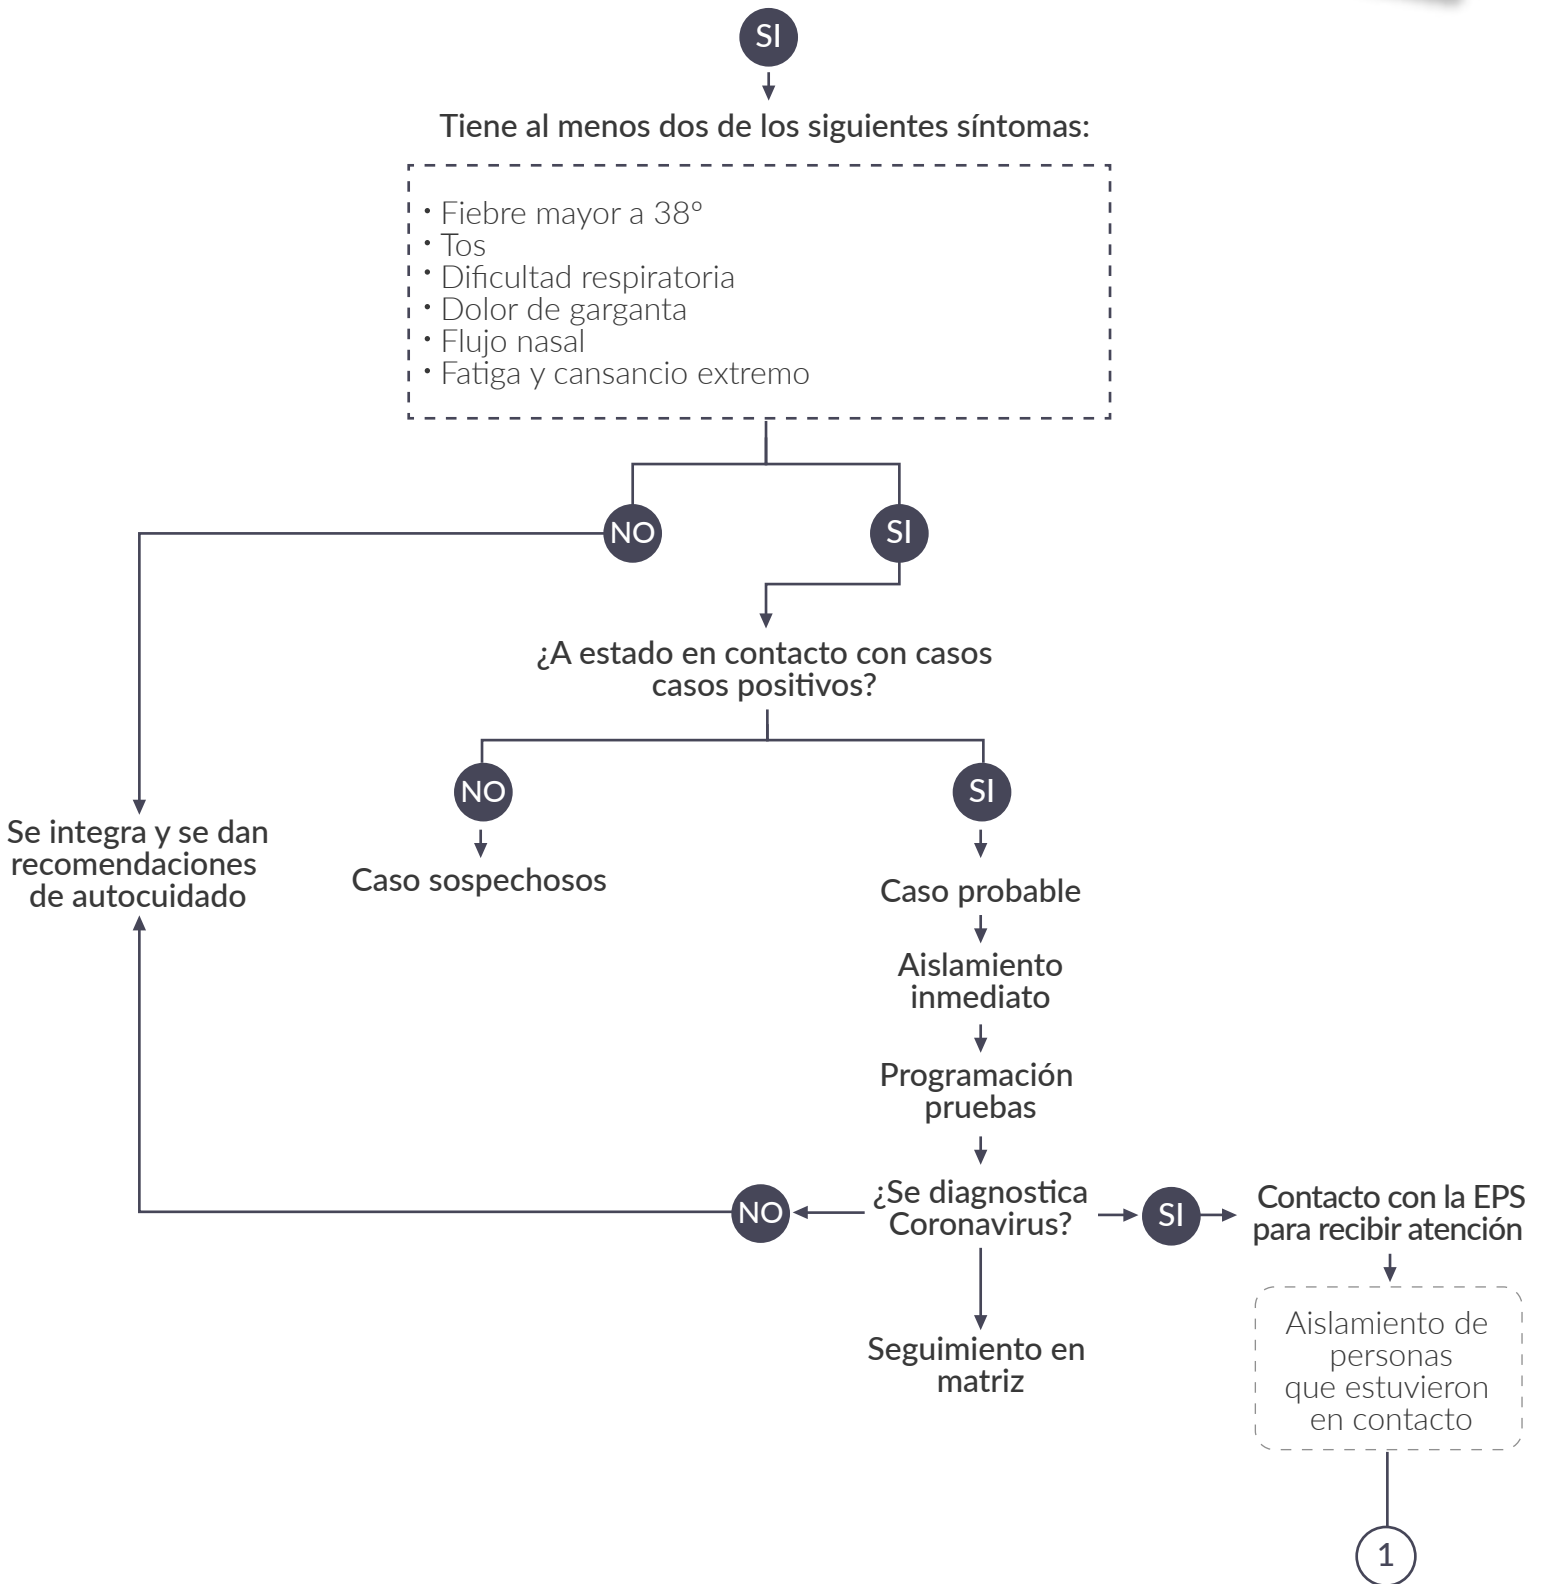 SI
Tiene al menos dos de los siguientes síntomas:
· Fiebre mayor a 38º
· Tos
· Dificultad respiratoria
· Dolor de garganta
· Flujo nasal
· Fatiga y cansancio extremo
NO
SI
¿A estado en contacto con casos
casos positivos?
NO
SI
Se integra y se dan
recomendaciones
de autocuidado
Caso sospechosos
Caso probable
Aislamiento
inmediato
Programación
pruebas
NO
¿Se diagnostica
Coronavirus?
SI
Contacto con la EPS
para recibir atención
Seguimiento en
matriz
Aislamiento de
personas
que estuvieron
en contacto
1